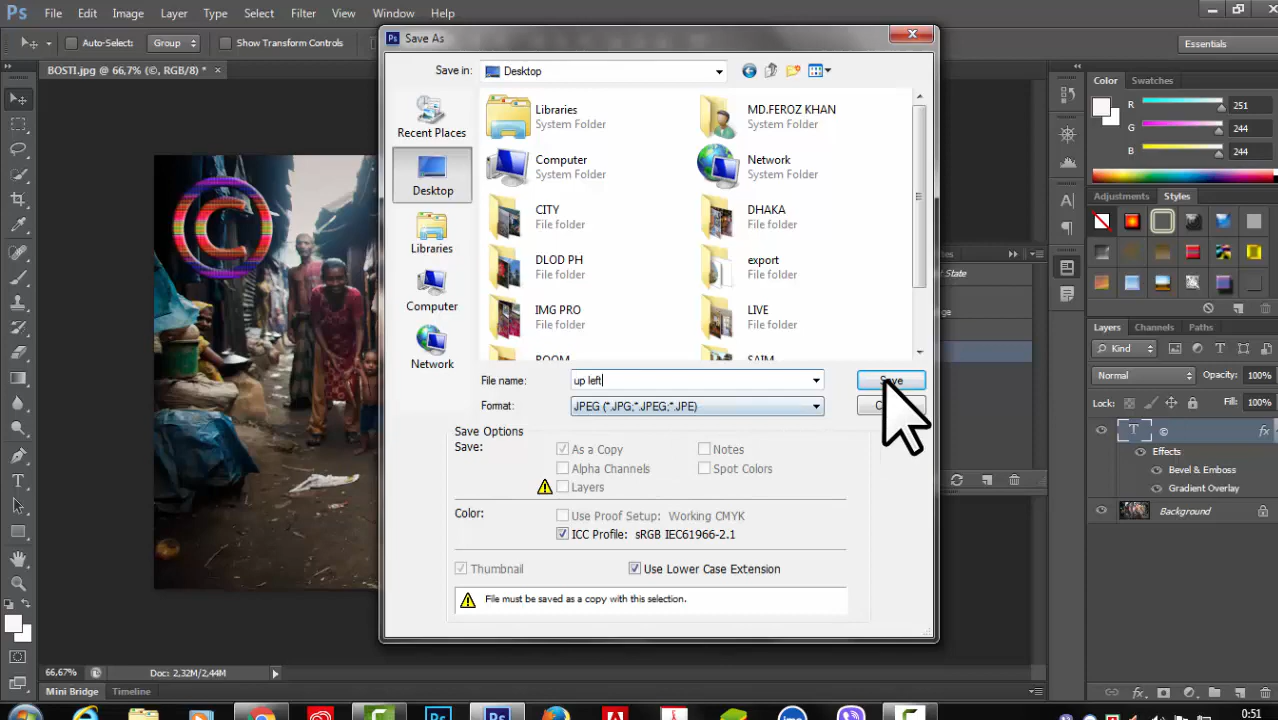 Ps File Edit Image Layer Type Select Filter View Window Help
Auto-Select: Group Show Transform Controls
Essentials
BOSTI.jpg @ 66,7% (©, RGB/8) * ×
Save As
Save in: Desktop
Recent Places
Desktop
Libraries
Computer
Network
Libraries
System Folder
MD.FEROZ KHAN
System Folder
Computer
System Folder
Network
System Folder
CITY
File folder
DHAKA
File folder
DLOD PH
File folder
export
File folder
IMG PRO
File folder
LIVE
File folder
ROOM
SAIM
File name: up left
Save
Format: JPEG (*.JPG;*.JPEG;*.JPE)
Save Options
Save: As a Copy Notes
Alpha Channels Spot Colors
Layers
Color: Use Proof Setup: Working CMYK
ICC Profile: sRGB IEC61966-2.1
Thumbnail Use Lower Case Extension
File must be saved as a copy with this selection.
©
Color Swatches
R 251
G 244
B 244
Adjustments Styles
State
Layers Channels Paths
Kind
Normal Opacity: 100%
Lock: Fill: 100%
T © fx
Effects
Bevel & Emboss
Gradient Overlay
Background
66,67% Doc: 2,32M/2,44M
Mini Bridge Timeline
0:51